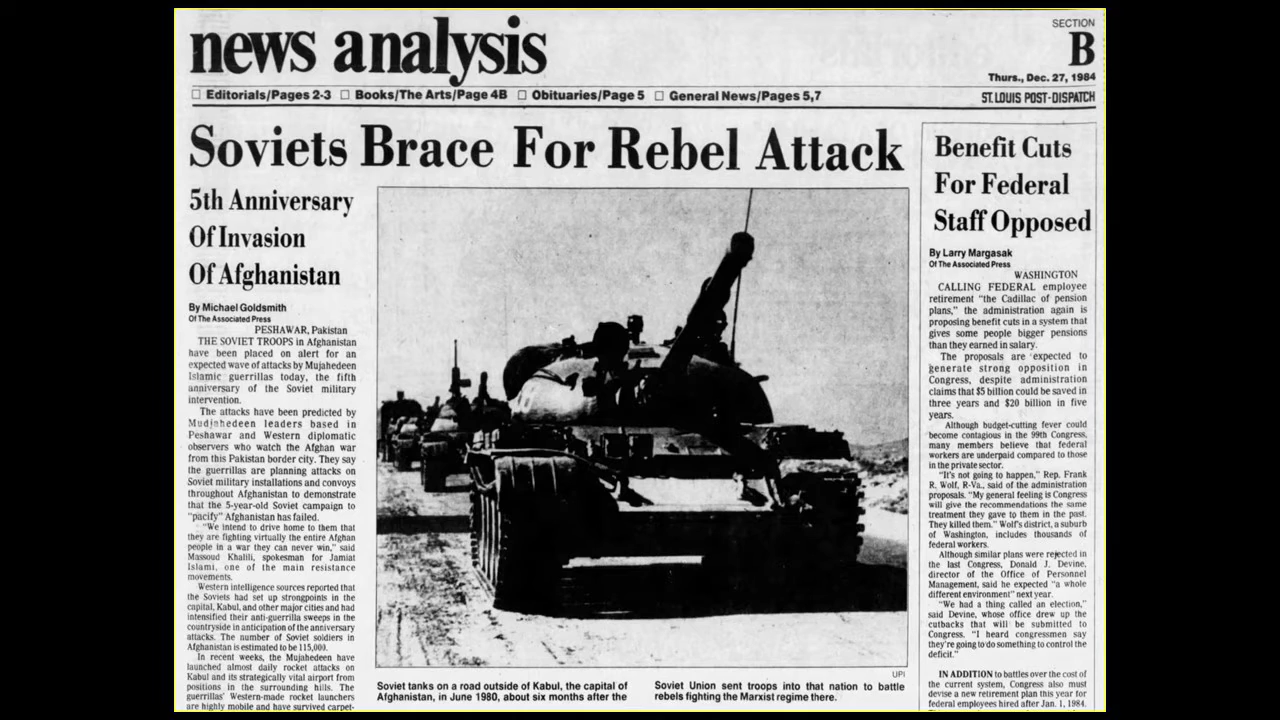 news analysis
SECTION
B
Thurs., Dec. 27, 1984
□ Editorials/Pages 2-3 □ Books/The Arts/Page 4B □ Obituaries/Page 5 □ General News/Pages 5,7
ST. LOUIS POST-DISPATCH
Soviets Brace For Rebel Attack
5th Anniversary
Of Invasion
Of Afghanistan
By Michael Goldsmith
Of The Associated Press
PESHAWAR, Pakistan
THE SOVIET TROOPS in Afghanistan
have been placed on alert for an
expected wave of attacks by Mujahedeen
Islamic guerrillas today, the fifth
anniversary of the Soviet military
intervention.
The attacks have been predicted by
Mudjahedeen leaders based in
Peshawar and Western diplomatic
observers who watch the Afghan war
from this Pakistan border city. They say
the guerrillas are planning attacks on
Soviet military installations and convoys
throughout Afghanistan to demonstrate
that the 5-year-old Soviet campaign to
"pacify" Afghanistan has failed.
"We intend to drive home to them that
they are fighting virtually the entire Afghan
people in a war they can never win," said
Massoud Khalili, spokesman for Jamiat
Islami, one of the main resistance
movements.
Western intelligence sources reported that
the Soviets had set up strongpoints in the
capital, Kabul, and other major cities and had
intensified their anti-guerrilla sweeps in the
countryside in anticipation of the anniversary
attacks. The number of Soviet soldiers in
Afghanistan is estimated to be 115,000.
In recent weeks, the Mujahedeen have
launched almost daily rocket attacks on
Kabul and its strategically vital airport from
positions in the surrounding hills. The
guerrillas' Western-made rocket launchers
are highly mobile and have survived carpet-
UPI
Soviet tanks on a road outside of Kabul, the capital of
Afghanistan, in June 1980, about six months after the
Soviet Union sent troops into that nation to battle
rebels fighting the Marxist regime there.
Benefit Cuts
For Federal
Staff Opposed
By Larry Margasak
Of The Associated Press
WASHINGTON
CALLING FEDERAL employee
retirement "the Cadillac of pension
plans," the administration again is
proposing benefit cuts in a system that
gives some people bigger pensions
than they earned in salary.
The proposals are expected to
generate strong opposition in
Congress, despite administration
claims that $5 billion could be saved in
three years and $20 billion in five
years.
Although budget-cutting fever could
become contagious in the 99th Congress,
many members believe that federal
workers are underpaid compared to those
in the private sector.
"It's not going to happen," Rep. Frank
R. Wolf, R-Va., said of the administration
proposals. "My general feeling is Congress
will give the recommendations the same
treatment they gave to them in the past.
They killed them." Wolf's district, a suburb
of Washington, includes thousands of
federal workers.
Although similar plans were rejected in
the last Congress, Donald J. Devine,
director of the Office of Personnel
Management, said he expected "a whole
different environment" next year.
"We had a thing called an election,"
said Devine, whose office drew up the
cutbacks that will be submitted to
Congress. "I heard congressmen say
they're going to do something to control the
deficit."
IN ADDITION to battles over the cost of
the current system, Congress also must
devise a new retirement plan this year for
federal employees hired after Jan. 1, 1984.